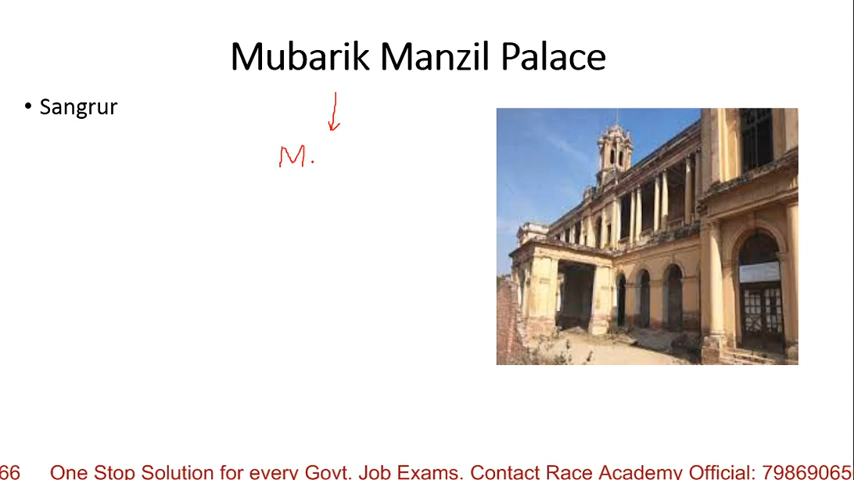 Mubarik Manzil Palace
• Sangrur
M.
66 One Stop Solution for every Govt. Job Exams. Contact Race Academy Official: 79869065